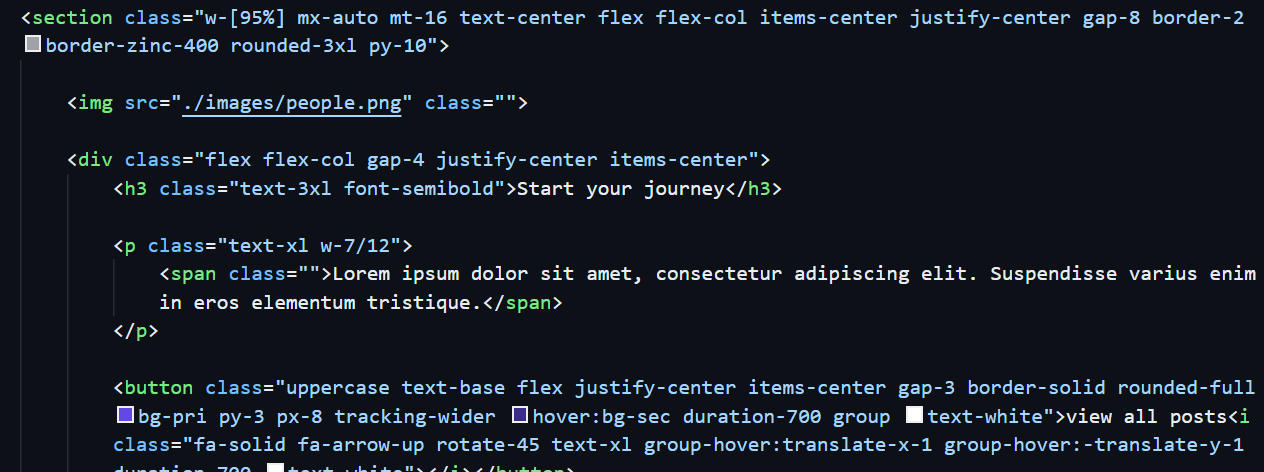 <section class="w-[95%] mx-auto mt-16 text-center flex flex-col items-center justify-center gap-8 border-2
border-zinc-400 rounded-3xl py-10">
<img src="./images/people.png" class="">
<div class="flex flex-col gap-4 justify-center items-center">
<h3 class="text-3xl font-semibold">Start your journey</h3>
<p class="text-xl w-7/12">
<span class="">Lorem ipsum dolor sit amet, consectetur adipiscing elit. Suspendisse varius enim
in eros elementum tristique.</span>
</p>
<button class="uppercase text-base flex justify-center items-center gap-3 border-solid rounded-full
bg-pri py-3 px-8 tracking-wider hover:bg-sec duration-700 group text-white">view all posts<i
class="fa-solid fa-arrow-up rotate-45 text-xl group-hover:translate-x-1 group-hover:-translate-y-1
duration-700 text-white"></i></button>